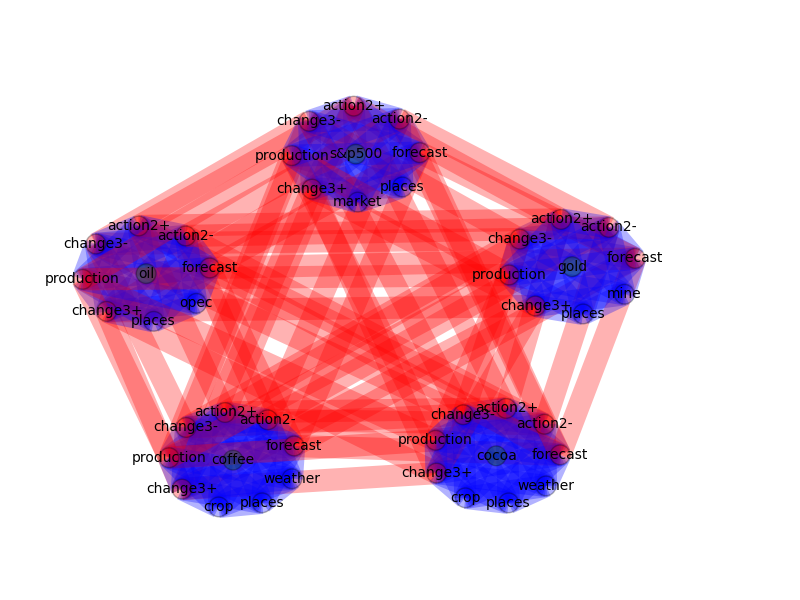 action2+
change3-
action2-
production
s&p500
forecast
change3+
places
market
action2+
change3-
action2-
forecast
production
oil
opec
change3+
places
action2+
action2-
change3-
forecast
gold
production
mine
change3+
places
action2+
action2-
change3-
forecast
production
coffee
weather
change3+
places
crop
action2+
change3-
action2-
production
forecast
cocoa
change3+
weather
crop
places